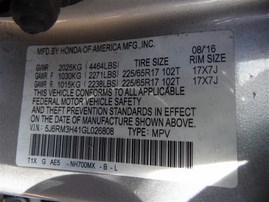 MFD. BY HONDA OF AMERICA MFG., INC. 08/16
GVWR 2025KG 4464LBS TIRE SIZE RIM SIZE
GAWR F 1030KG 2271LBS 225/65R17 102T 17X7J
GAWR R 1015KG 2238LBS 225/65R17 102T 17X7J
THIS VEHICLE CONFORMS TO ALL APPLICABLE
FEDERAL MOTOR VEHICLE SAFETY
AND THEFT PREVENTION STANDARDS
IN EFFECT ON THE DATE OF MANUFACTURE
SHOWN ABOVE.
V.I.N.: 5J6RM3H41GL026808 TYPE: MPV
T1X G AE5
NH700MX - B - L